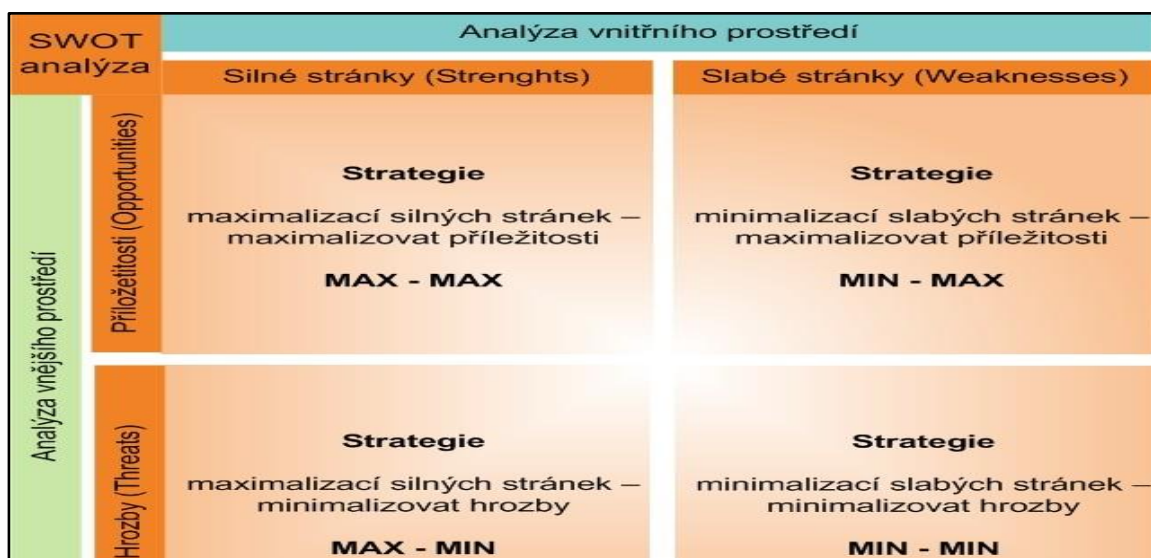 SWOT
analýza
Analýza vnitřního prostředí
Silné stránky (Strenghts)
Slabé stránky (Weaknesses)
Analýza vnějšího prostředí
Příložetitosti (Opportunities)
Strategie
maximalizací silných stránek –
maximalizovat příležitosti
MAX - MAX
Strategie
minimalizací slabých stránek –
maximalizovat příležitosti
MIN - MAX
Hrozby (Threats)
Strategie
maximalizací silných stránek –
minimalizovat hrozby
MAX - MIN
Strategie
minimalizací slabých stránek –
minimalizovat hrozby
MIN - MIN